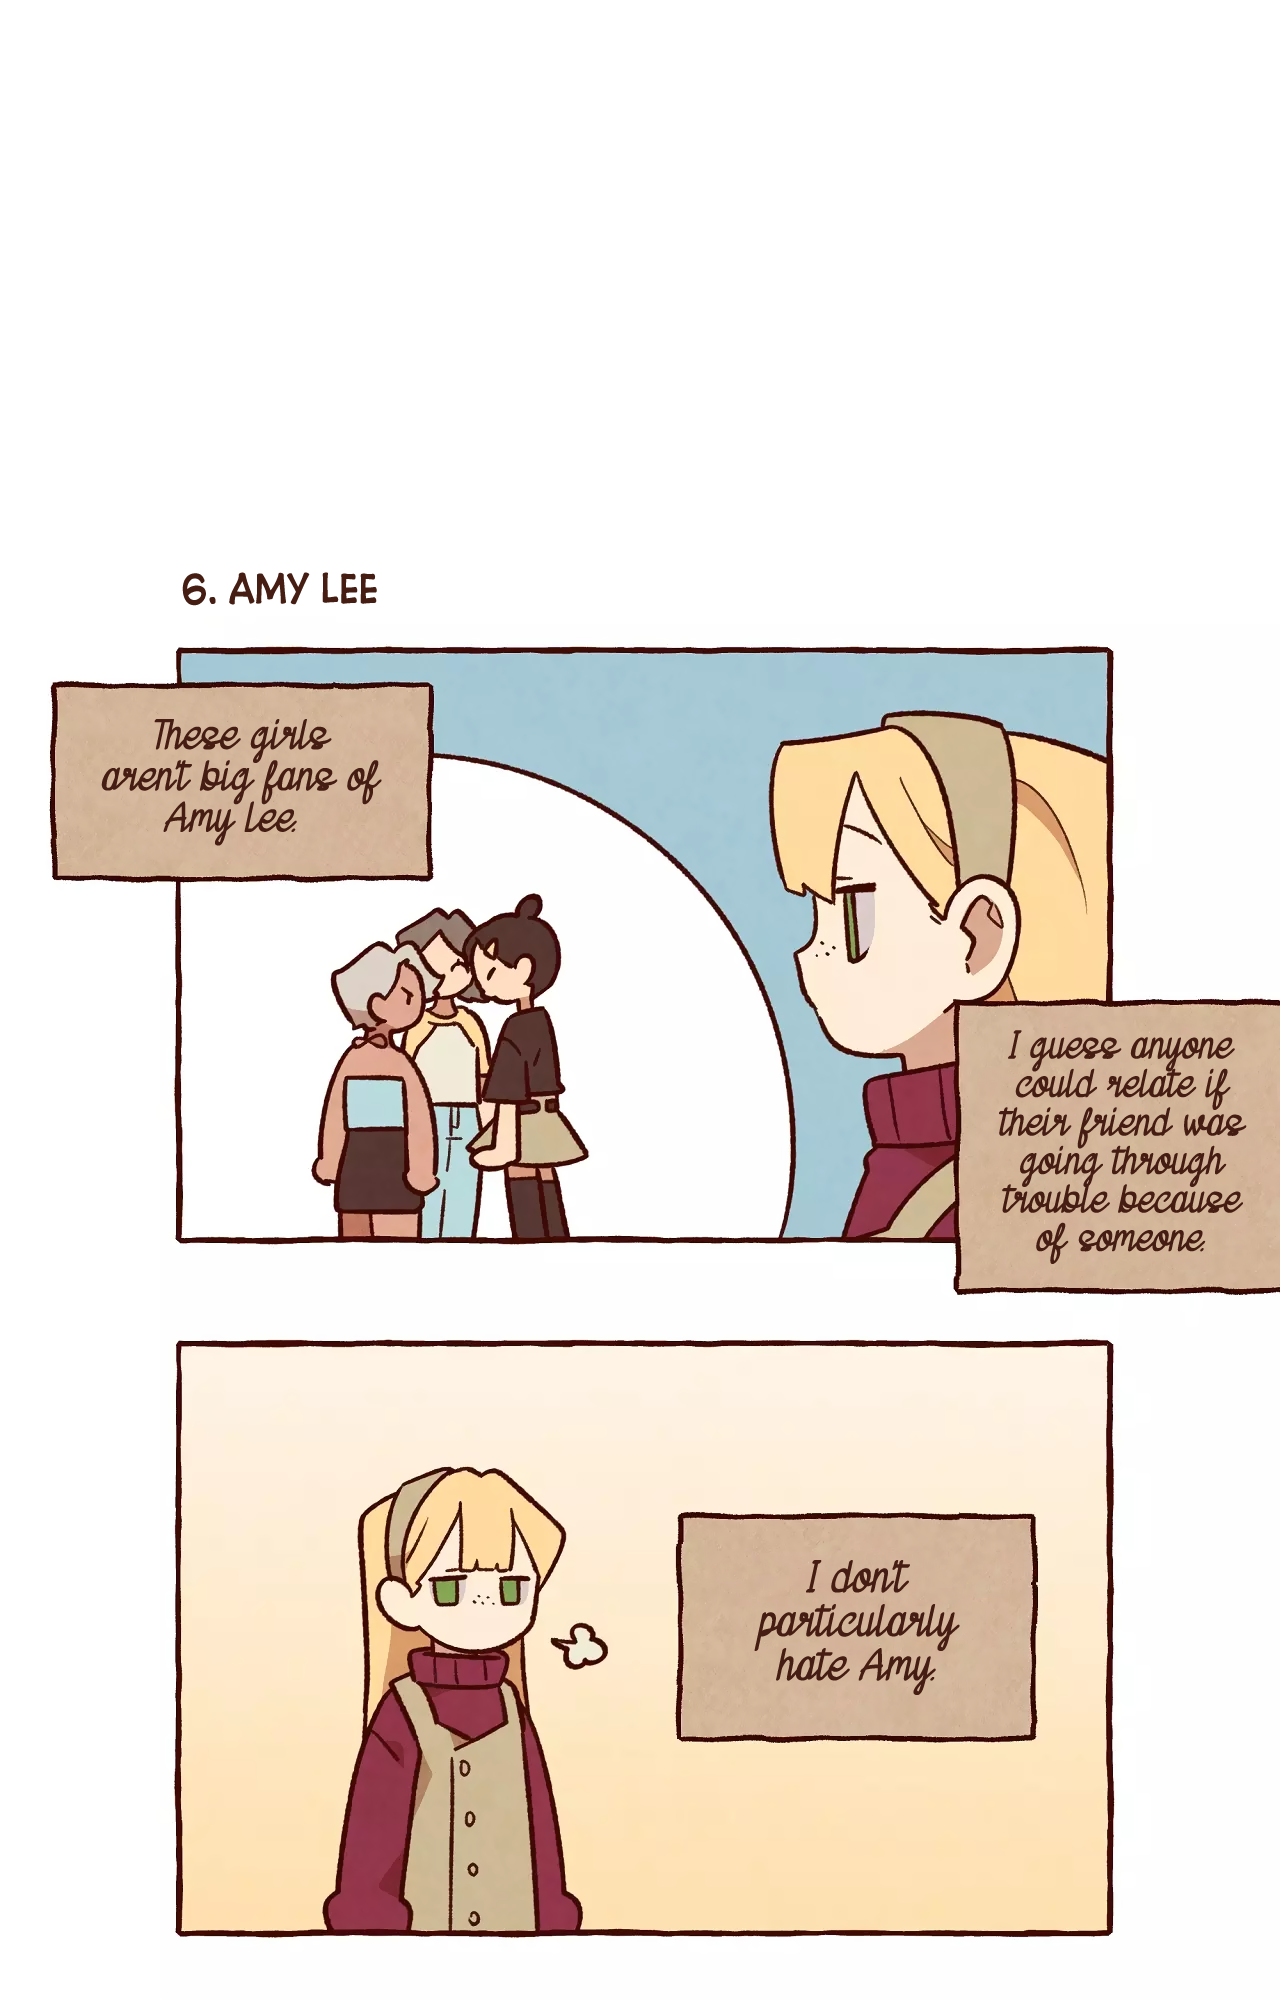 6. AMY LEE
These girls
aren't big fans of
Amy Lee.
I guess anyone
could relate if
their friend was
going through
trouble because
of someone.
I don't
particularly
hate Amy.